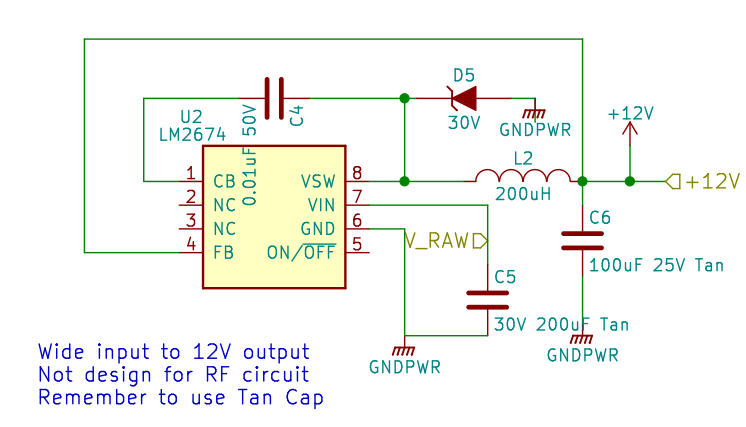 D5
30V
GNDPWR
+12V
U2
LM2674
C4
0.01uF 50V
L2
200uH
+12V
1 CB
2 NC
3 NC
4 FB
VSW 8
VIN 7
GND 6
ON/OFF 5
V_RAW
C6
100uF 25V Tan
C5
30V 200uF Tan
GNDPWR
GNDPWR
Wide input to 12V output
Not design for RF circuit
Remember to use Tan Cap